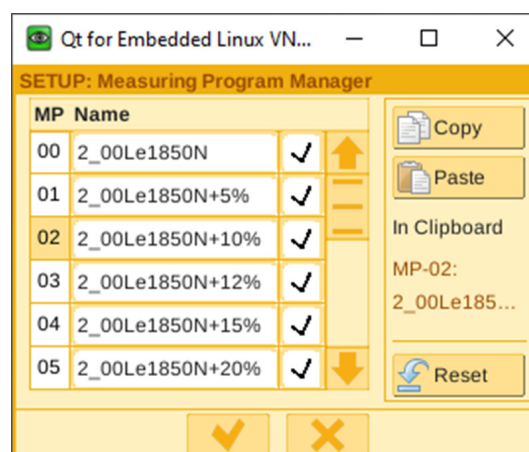 Qt for Embedded Linux VN...
SETUP: Measuring Program Manager
MP Name
00 2_00Le1850N
01 2_00Le1850N+5%
02 2_00Le1850N+10%
03 2_00Le1850N+12%
04 2_00Le1850N+15%
05 2_00Le1850N+20%
Copy
Paste
In Clipboard
MP-02:
2_00Le185...
Reset